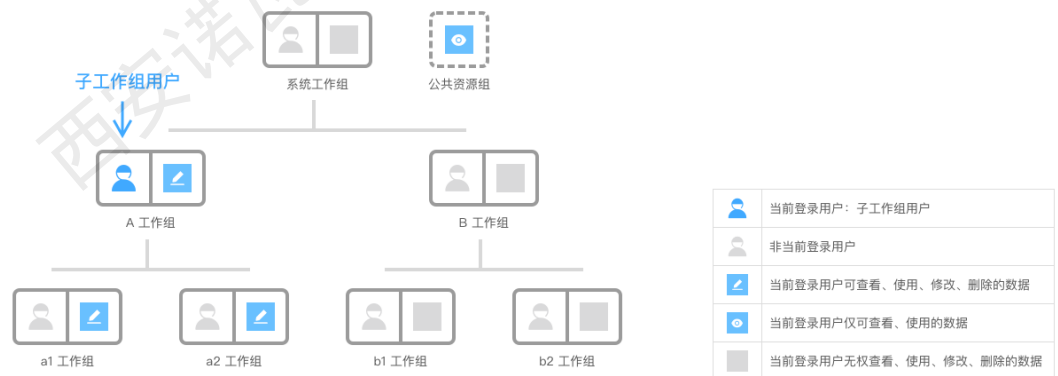 系统工作组
公共资源组
子工作组用户
A 工作组
B 工作组
a1 工作组
a2 工作组
b1 工作组
b2 工作组
当前登录用户：子工作组用户
非当前登录用户
当前登录用户可查看、使用、修改、删除的数据
当前登录用户仅可查看、使用的数据
当前登录用户无权查看、使用、修改、删除的数据
西安诺